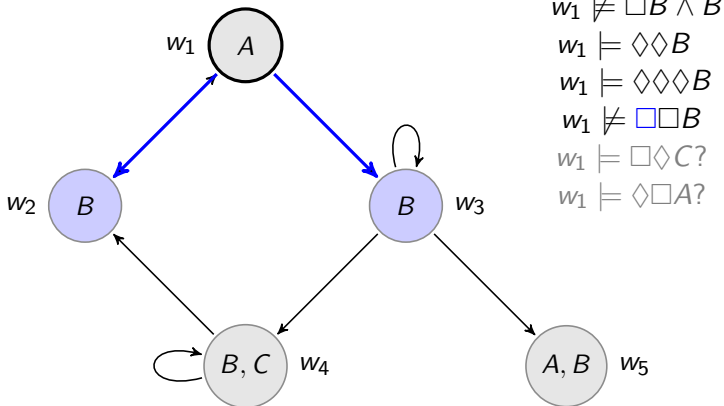 w₁ ⊭ □B ∧ B
w₁ ⊨ ◊◊B
w₁ ⊨ ◊◊◊B
w₁ ⊭ □□B
w₁ ⊨ □◊C?
w₁ ⊨ ◊□A?
w₁ A
w₂ B
B w₃
B, C w₄
A, B w₅